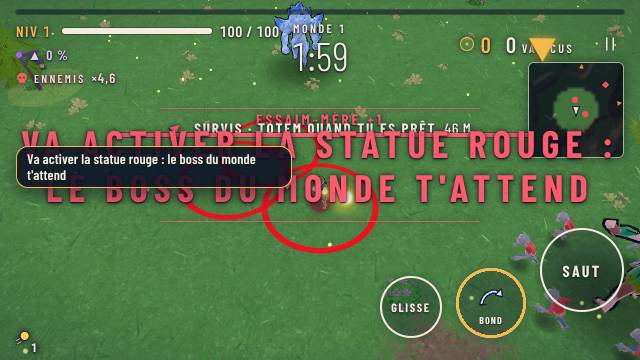 NIV 1
100 / 100
MONDE 1
1:59
0
0
▲ 0 %
ENNEMIS ×4,6
ESSAIM-MÈRE +1
SURVIS · TOTEM QUAND TU ES PRÊT 46 M
VA ACTIVER LA STATUE ROUGE :
LE BOSS DU MONDE T'ATTEND
Va activer la statue rouge : le boss du monde
t'attend
SAUT
GLISSE
BOND
1